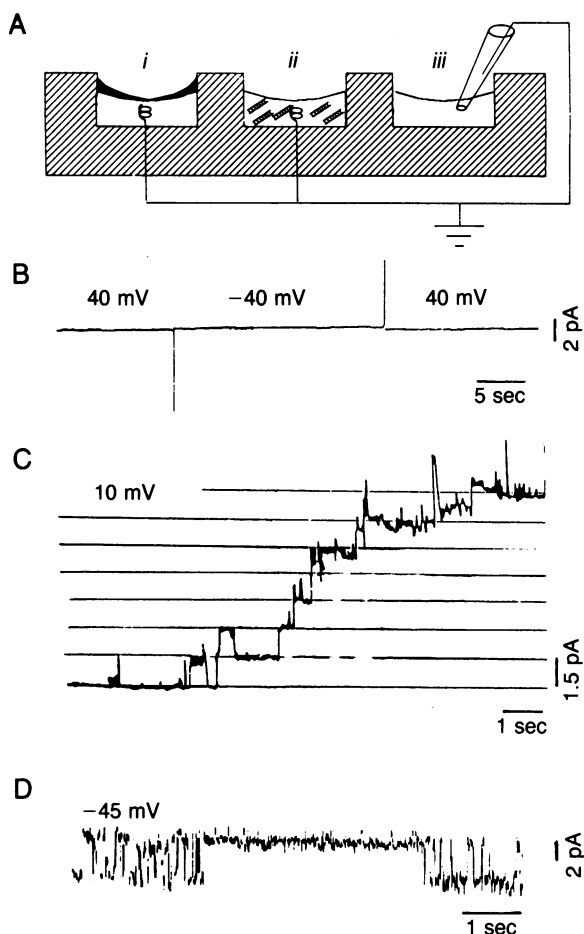 A
i ii iii
B
40 mV −40 mV 40 mV
2 pA
5 sec
C
10 mV
1.5 pA
1 sec
D
−45 mV
2 pA
1 sec